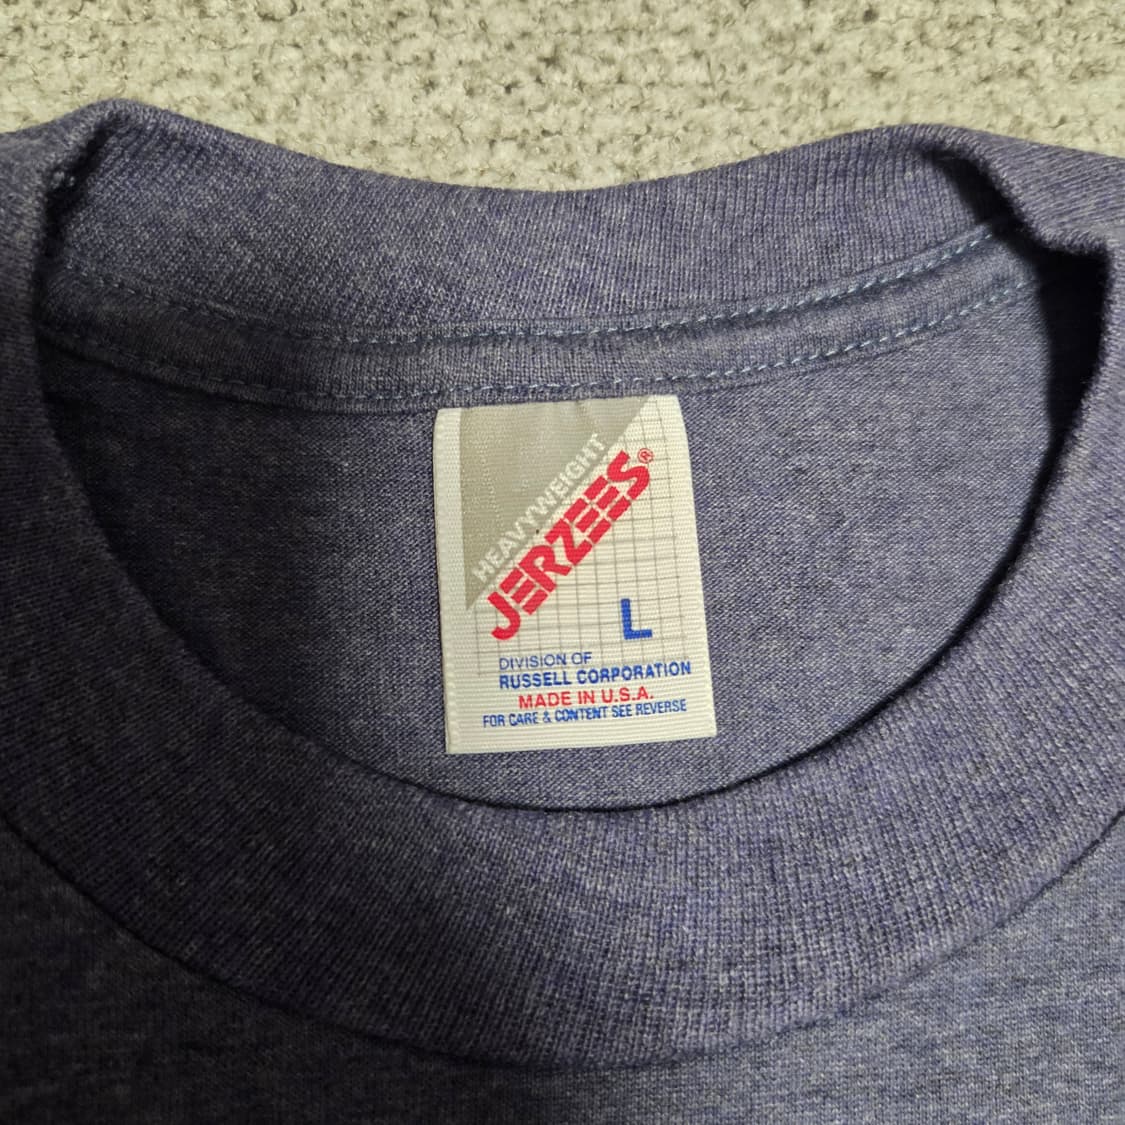 HEAVYWEIGHT
JERZEES®
L
DIVISION OF
RUSSELL CORPORATION
MADE IN U.S.A.
FOR CARE & CONTENT SEE REVERSE